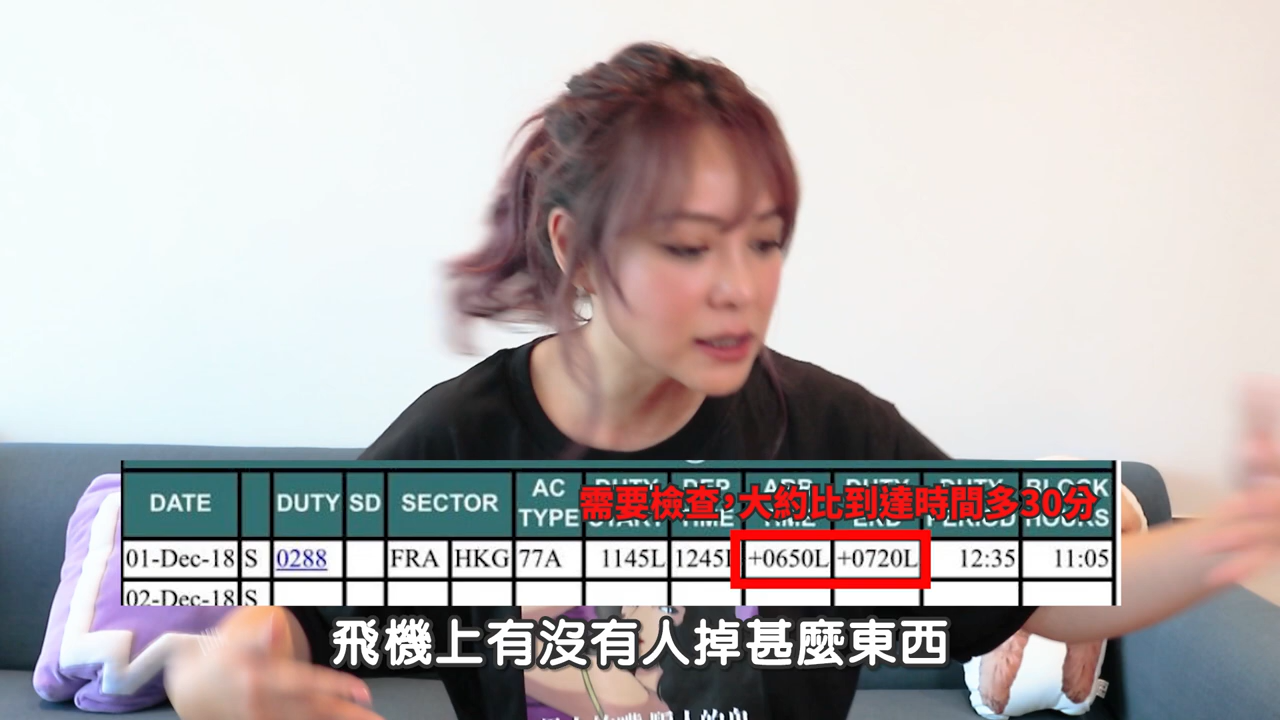 DATE DUTY SD SECTOR AC TYPE
需要檢查，大約比到達時間多30分
01-Dec-18 S 0288 FRA HKG 77A 1145L 1245L +0650L +0720L 12:35 11:05
02-Dec-18 S
飛機上有沒有人掉甚麼東西